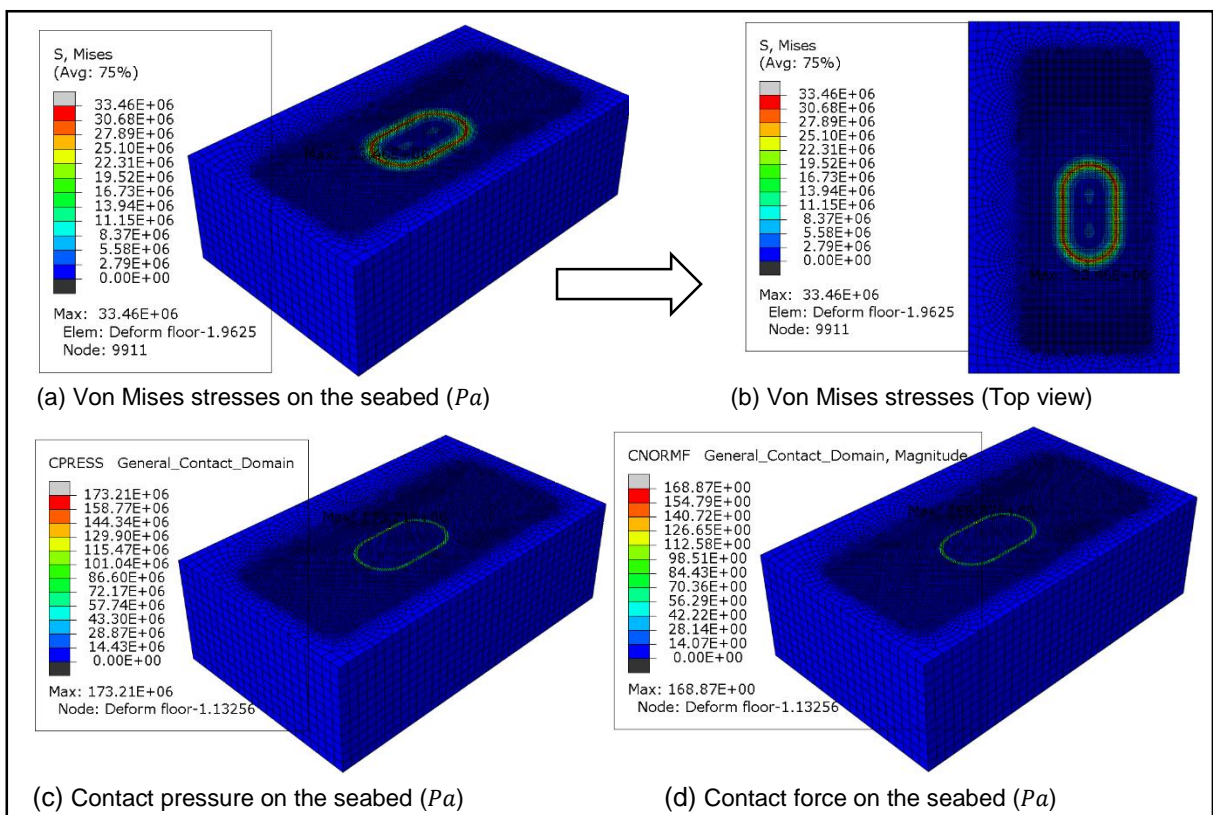 S, Mises
(Avg: 75%)
33.46E+06
30.68E+06
27.89E+06
25.10E+06
22.31E+06
19.52E+06
16.73E+06
13.94E+06
11.15E+06
8.37E+06
5.58E+06
2.79E+06
0.00E+00
Max: 33.46E+06
Elem: Deform floor-1.9625
Node: 9911
(a) Von Mises stresses on the seabed (Pa)
S, Mises
(Avg: 75%)
33.46E+06
30.68E+06
27.89E+06
25.10E+06
22.31E+06
19.52E+06
16.73E+06
13.94E+06
11.15E+06
8.37E+06
5.58E+06
2.79E+06
0.00E+00
Max: 33.46E+06
Elem: Deform floor-1.9625
Node: 9911
Max: 33.46E+06
(b) Von Mises stresses (Top view)
CPRESS General_Contact_Domain
173.21E+06
158.77E+06
144.34E+06
129.90E+06
115.47E+06
101.04E+06
86.60E+06
72.17E+06
57.74E+06
43.30E+06
28.87E+06
14.43E+06
0.00E+00
Max: 173.21E+06
Node: Deform floor-1.13256
(c) Contact pressure on the seabed (Pa)
CNORMF General_Contact_Domain, Magnitude
168.87E+00
154.79E+00
140.72E+00
126.65E+00
112.58E+00
98.51E+00
84.43E+00
70.36E+00
56.29E+00
42.22E+00
28.14E+00
14.07E+00
0.00E+00
Max: 168.87E+00
Node: Deform floor-1.13256
(d) Contact force on the seabed (Pa)